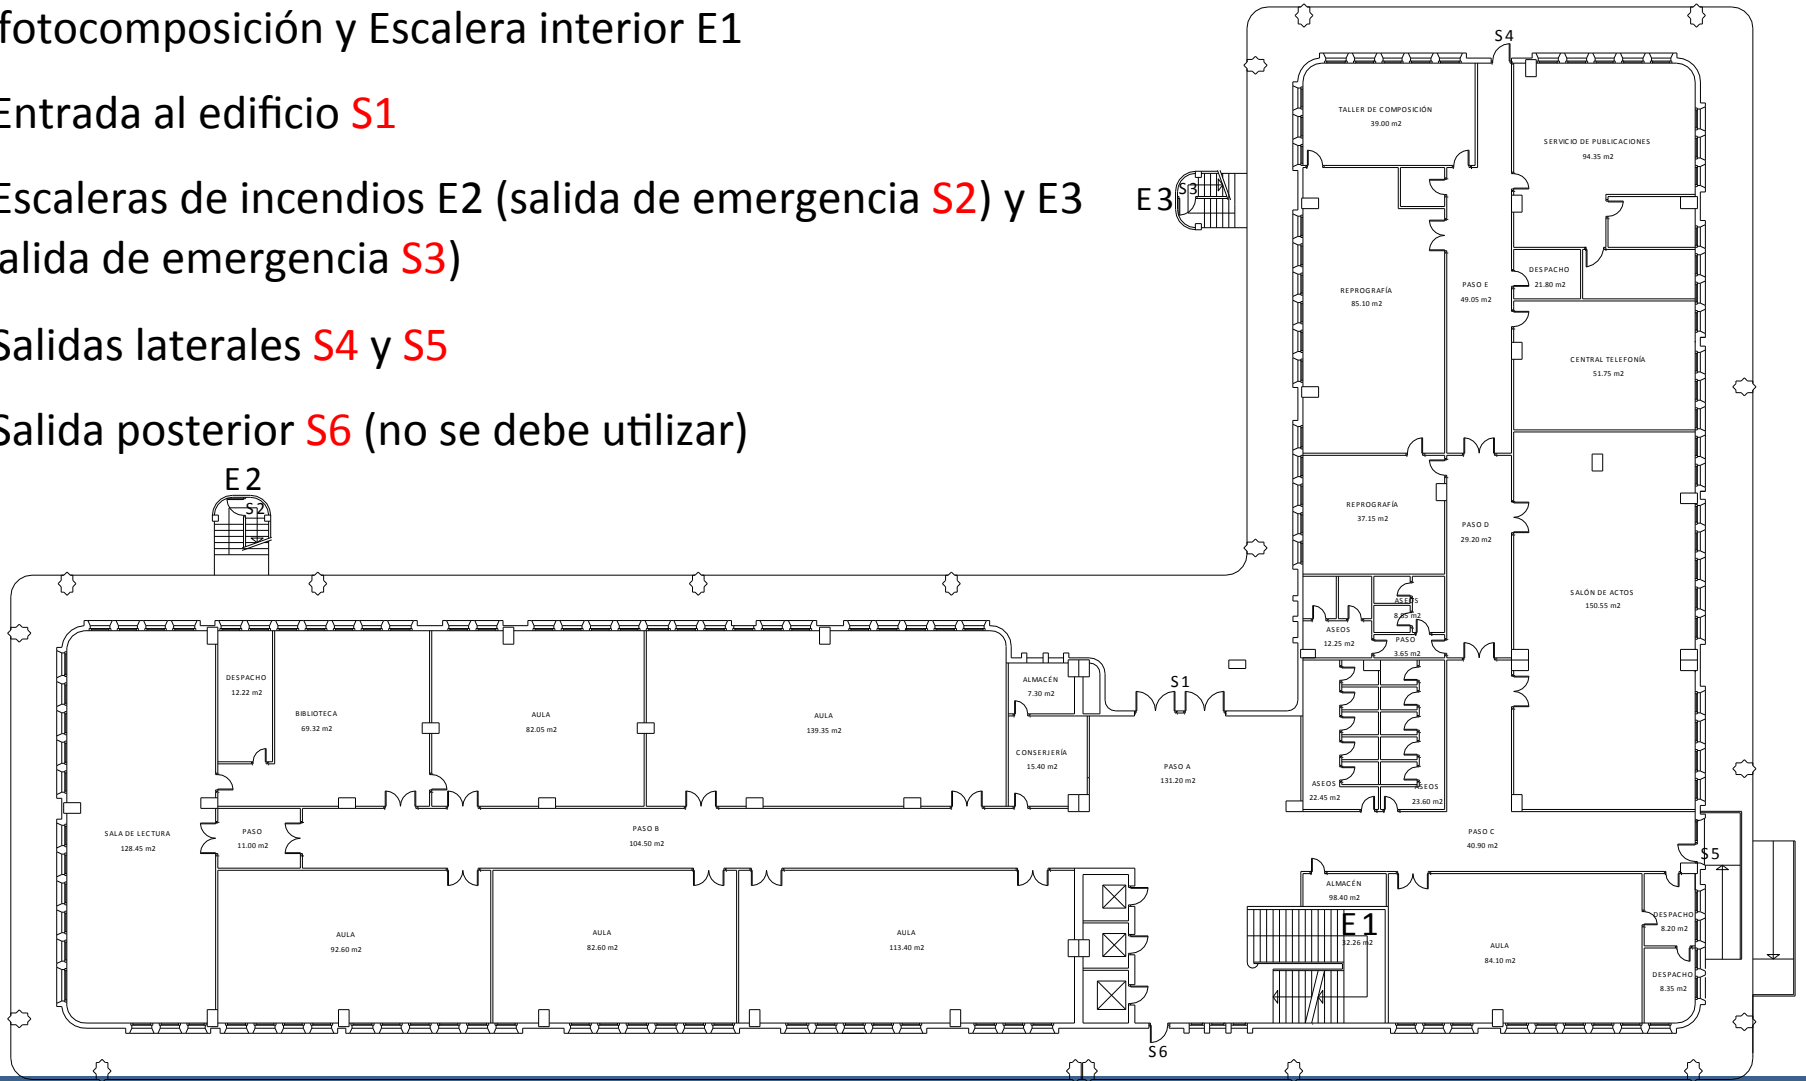 fotocomposición y Escalera interior E1
Entrada al edificio S1
Escaleras de incendios E2 (salida de emergencia S2) y E3
alida de emergencia S3)
Salidas laterales S4 y S5
Salida posterior S6 (no se debe utilizar)
S4
TALLER DE COMPOSICIÓN
39.00 m2
SERVICIO DE PUBLICACIONES
94.35 m2
E3
S3
DESPACHO
21.80 m2
REPROGRAFÍA
85.10 m2
PASO E
49.05 m2
CENTRAL TELEFONÍA
51.75 m2
E2
S2
REPROGRAFÍA
37.15 m2
PASO D
29.20 m2
SALÓN DE ACTOS
150.55 m2
ASEOS
8.85 m2
ASEOS
12.25 m2
PASO
3.65 m2
S1
DESPACHO
12.22 m2
BIBLIOTECA
69.32 m2
AULA
82.05 m2
AULA
139.35 m2
ALMACÉN
7.30 m2
CONSERJERÍA
15.40 m2
PASO A
131.20 m2
ASEOS
22.45 m2
ASEOS
23.60 m2
SALA DE LECTURA
128.45 m2
PASO
11.00 m2
PASO B
104.50 m2
PASO C
40.90 m2
S5
ALMACÉN
98.40 m2
E1
32.26 m2
AULA
92.60 m2
AULA
82.60 m2
AULA
113.40 m2
AULA
84.10 m2
DESPACHO
8.20 m2
DESPACHO
8.35 m2
S6